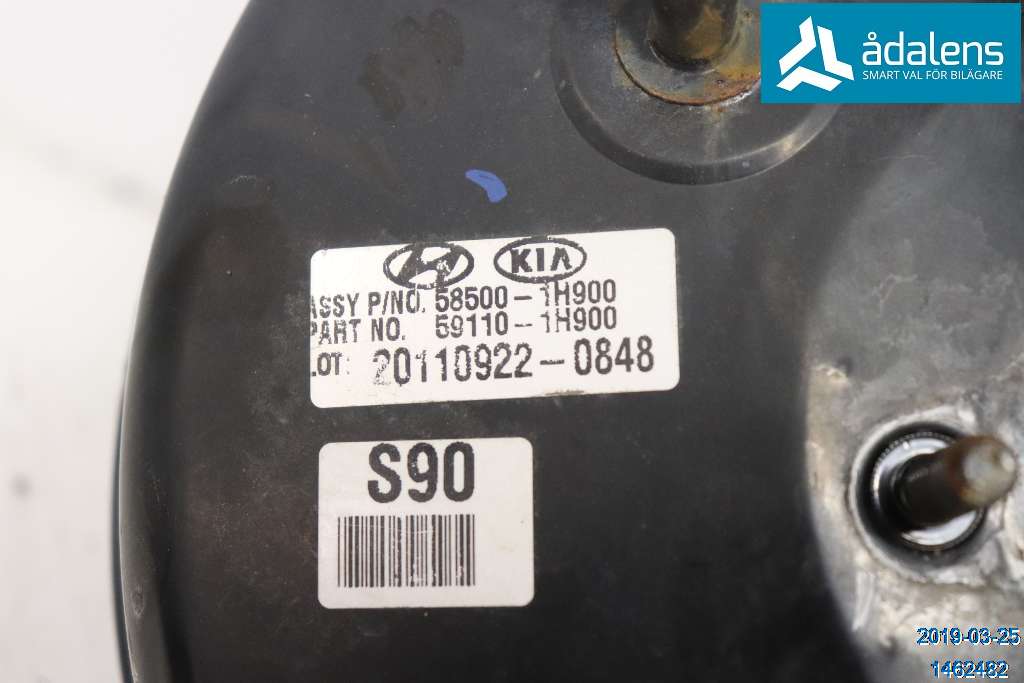 ådalens
SMART VAL FÖR BILÄGARE
KIA
ASSY P/NO. 58500-1H900
PART NO. 59110-1H900
LOT: 20110922-0848
S90
2019-03-25
1462482